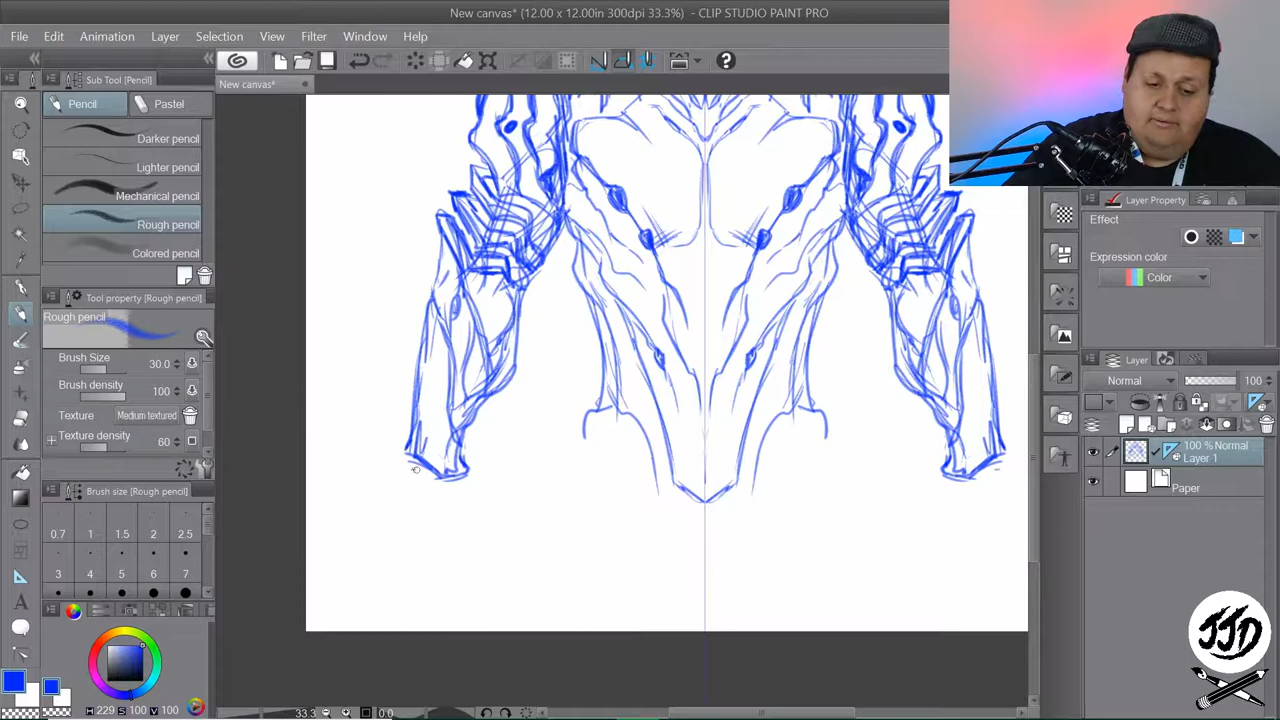 New canvas* (12.00 x 12.00in 300dpi 33.3%) - CLIP STUDIO PAINT PRO
File Edit Animation Layer Selection View Filter Window Help
Sub Tool [Pencil]
New canvas*
Pencil Pastel
Darker pencil
Lighter pencil
Mechanical pencil
Rough pencil
Colored pencil
Tool property [Rough pencil]
Rough pencil
Brush Size 30.0
Brush density 100
Texture Medium textured
Texture density 60
Brush size [Rough pencil]
0.7 1 1.5 2 2.5
3 4 5 6 7
H 229 S 100 V 100
33.3 0.0
Layer Property
Effect
Expression color
Color
Layer
Normal 100
100 % Normal
Layer 1
Paper
JJD